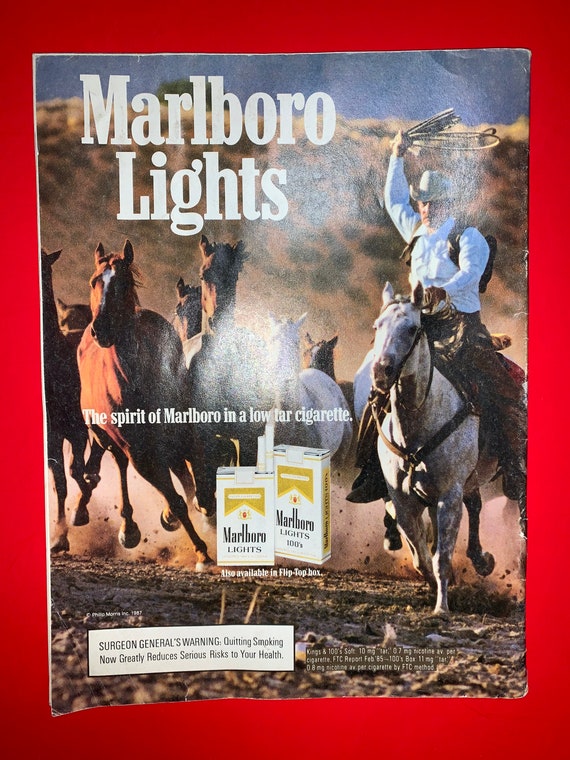 Marlboro
Lights
The spirit of Marlboro in a low tar cigarette.
Marlboro
LIGHTS
Marlboro
LIGHTS
100's
Marlboro LIGHTS 100's
Also available in Flip-Top box.
© Philip Morris Inc. 1987
SURGEON GENERAL'S WARNING: Quitting Smoking
Now Greatly Reduces Serious Risks to Your Health.
Kings & 100's Soft: 10 mg "tar," 0.7 mg nicotine av. per
cigarette, FTC Report Feb.'85—100's Box: 11 mg "tar,"
0.8 mg nicotine av. per cigarette by FTC method